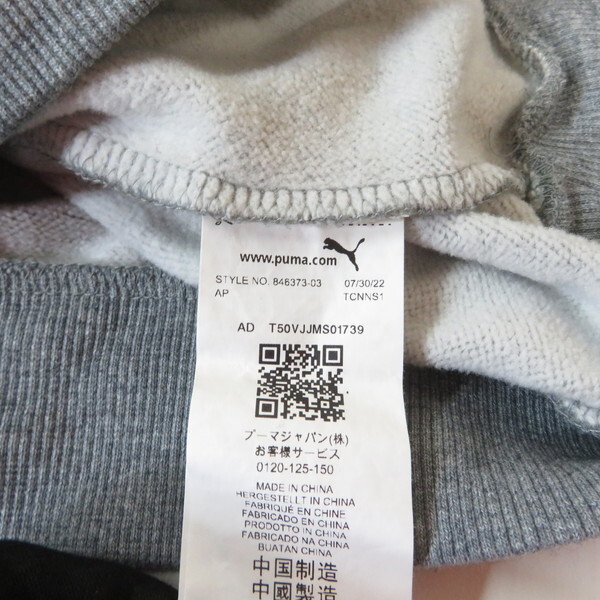 www.puma.com
STYLE NO. 846373-03 07/30/22
AP TCNNS1
AD T50VJJMS01739
プーマジャパン(株)
お客様サービス
0120-125-150
MADE IN CHINA
HERGESTELLT IN CHINA
FABRIQUÉ EN CHINE
FABRICADO EN CHINA
PRODOTTO IN CHINA
FABRICADO NA CHINA
BUATAN CHINA
中国制造
中國製造